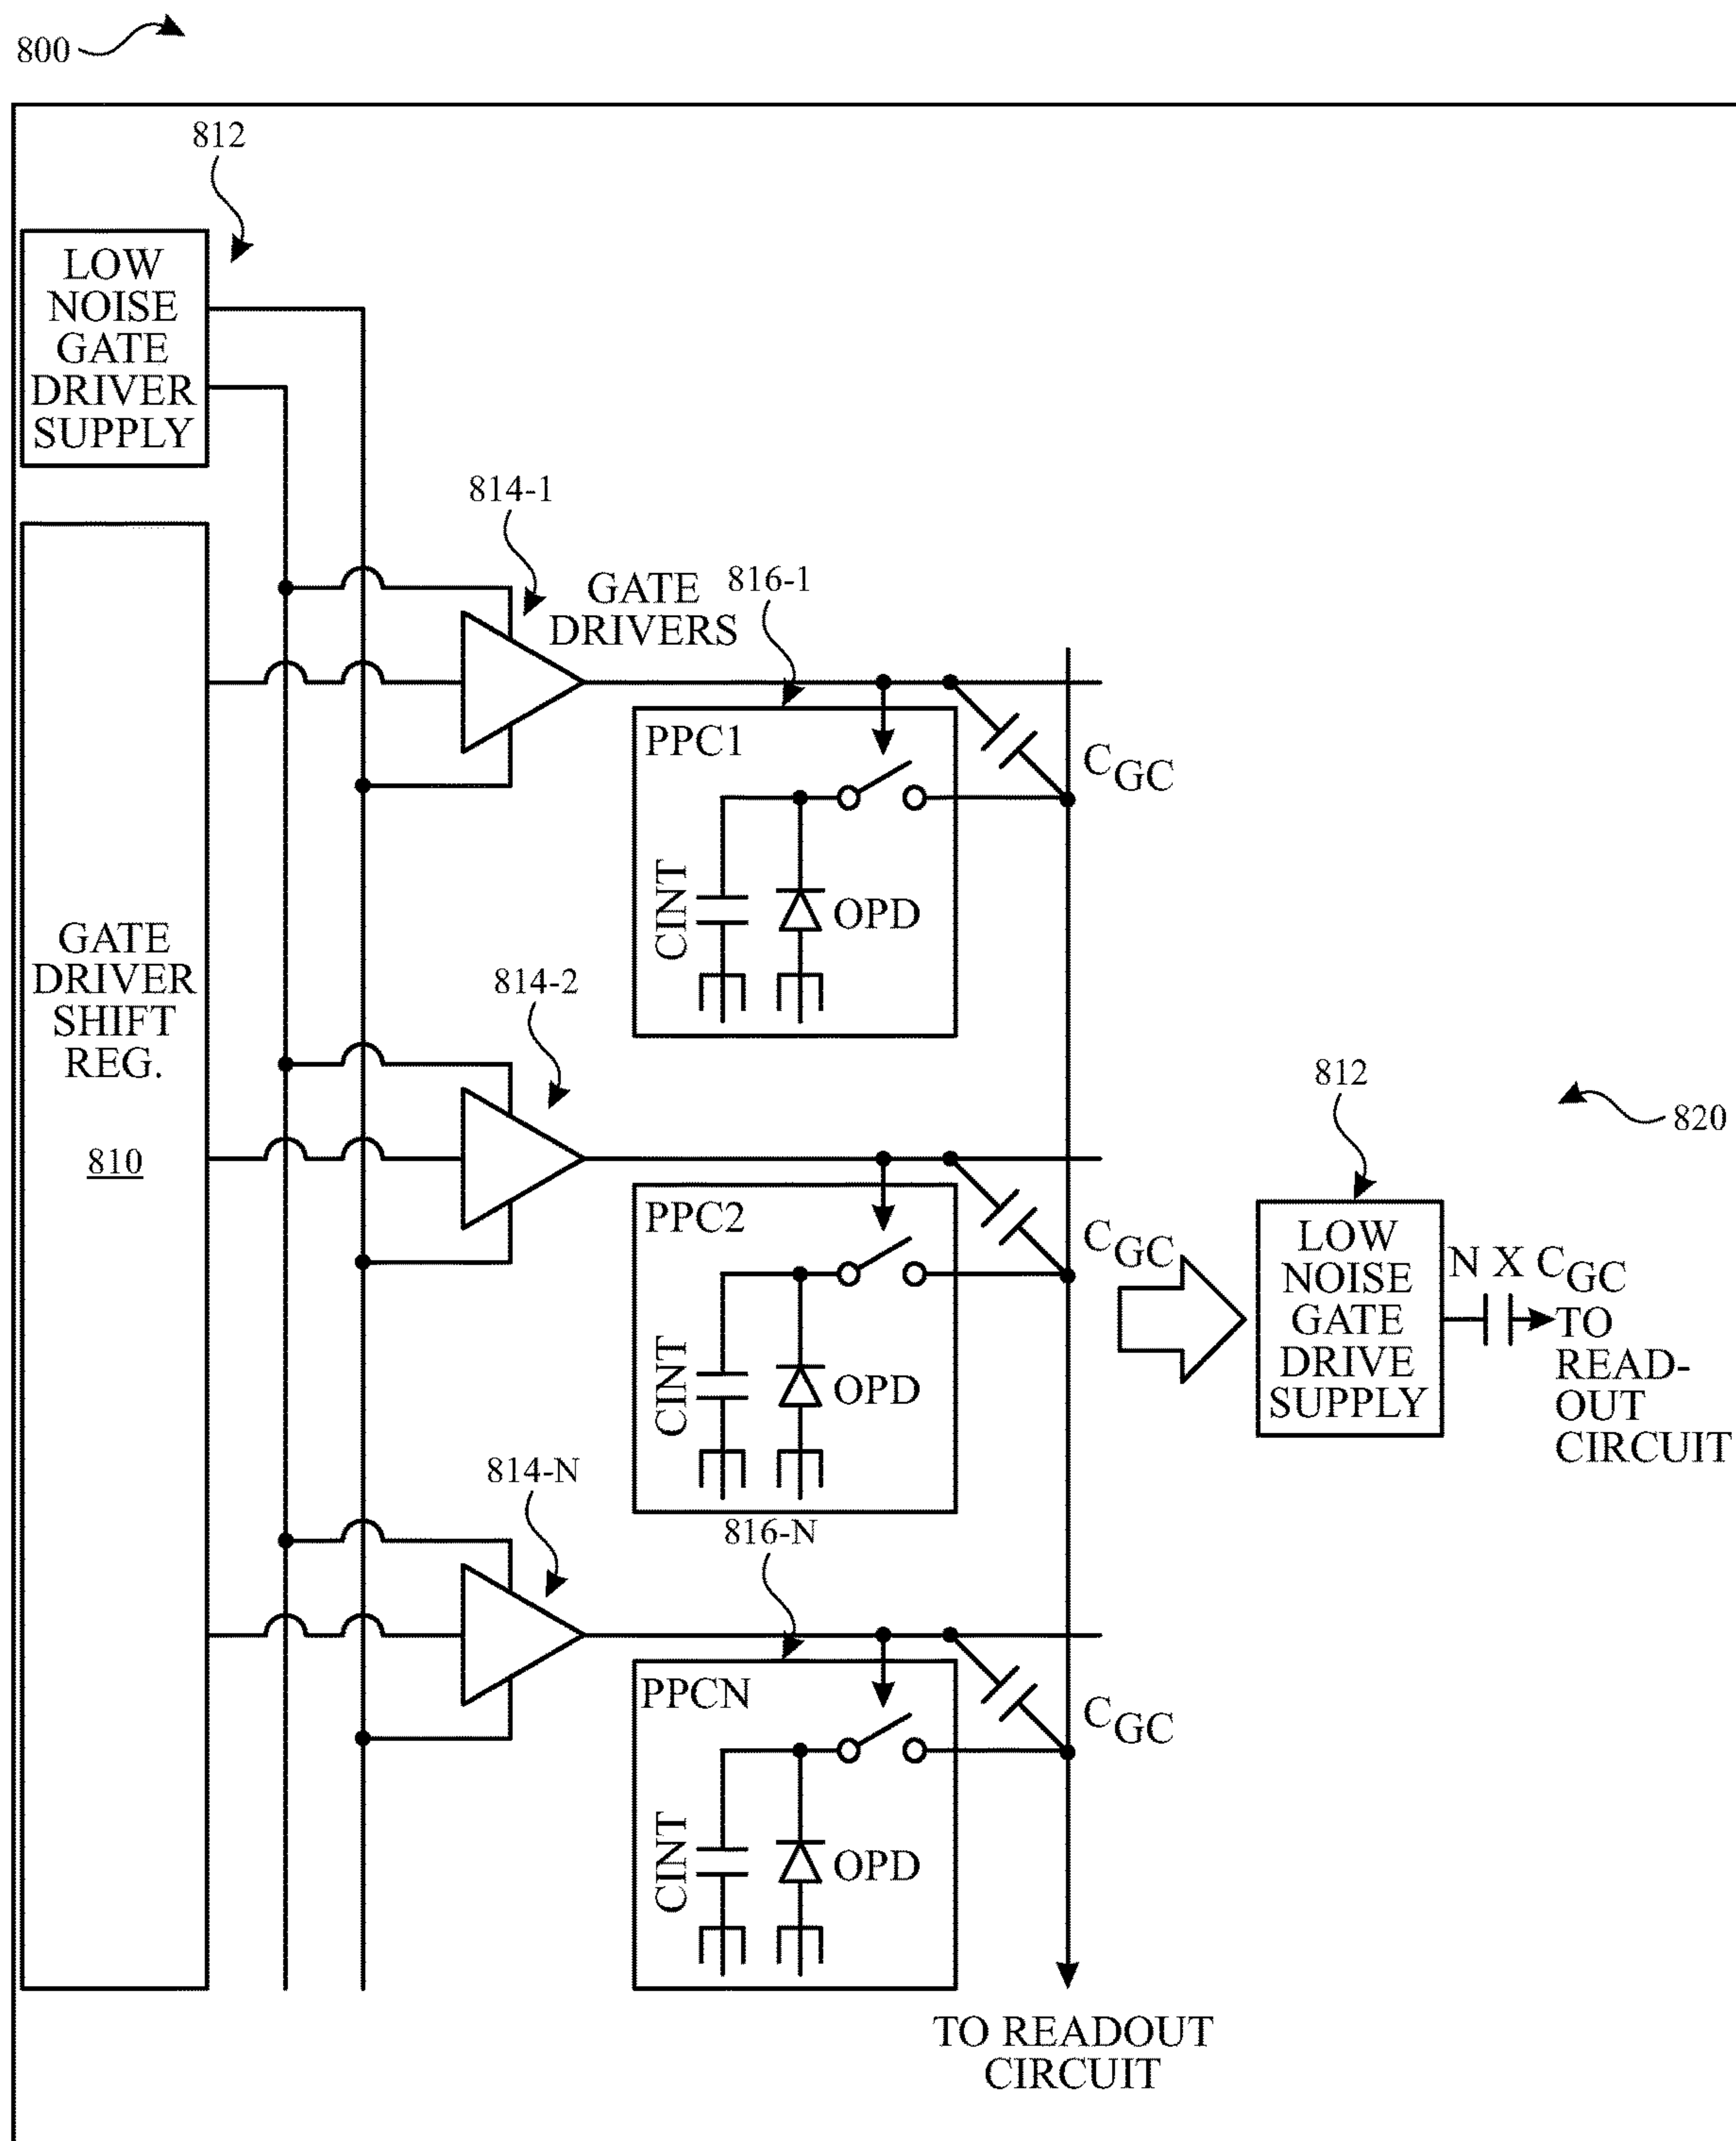 800
812
LOW
NOISE
GATE
DRIVER
SUPPLY
814-1
GATE
DRIVERS
816-1
PPC1
CGC
CINT
OPD
GATE
DRIVER
SHIFT
REG.
810
814-2
PPC2
CGC
CINT
OPD
812
820
LOW
NOISE
GATE
DRIVE
SUPPLY
N X CGC
TO
READ-
OUT
CIRCUIT
814-N
816-N
PPCN
CGC
CINT
OPD
TO READOUT
CIRCUIT